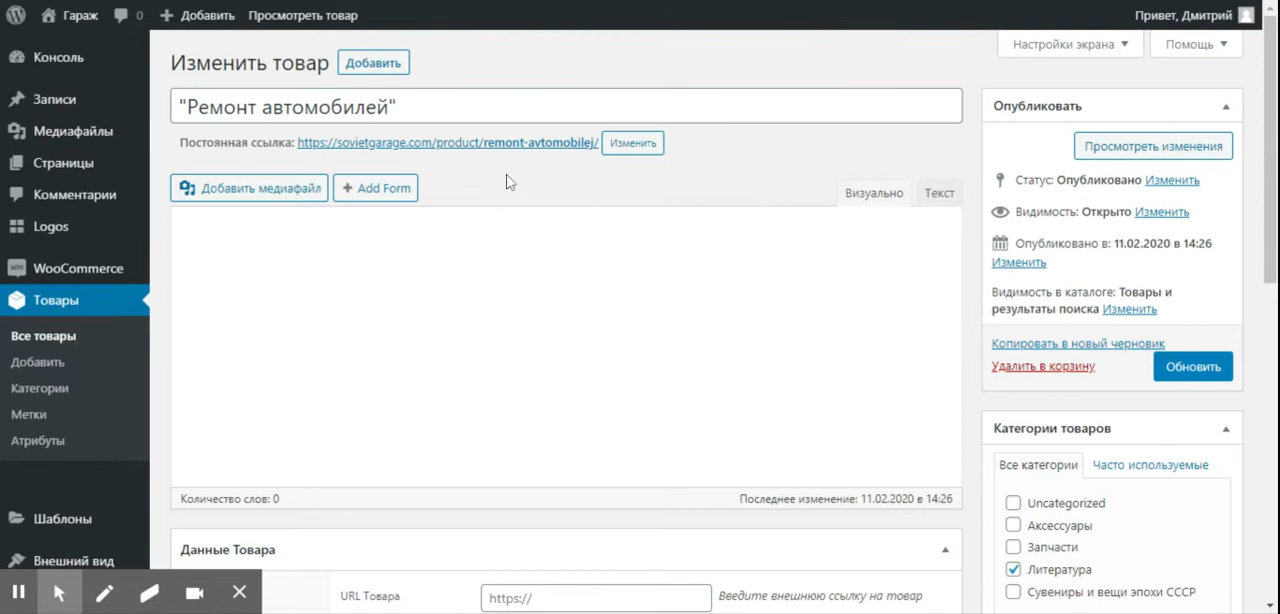 Гараж 0 Добавить Просмотреть товар Привет, Дмитрий
Консоль
Записи
Медиафайлы
Страницы
Комментарии
Logos
WooCommerce
Товары
Все товары
Добавить
Категории
Метки
Атрибуты
Шаблоны
Внешний вид
Настройки экрана Помощь
Изменить товар Добавить
"Ремонт автомобилей"
Постоянная ссылка: https://sovietgarage.com/product/remont-avtomobilej/ Изменить
Добавить медиафайл + Add Form
Визуально Текст
Количество слов: 0 Последнее изменение: 11.02.2020 в 14:26
Данные Товара
URL Товара https:// Введите внешнюю ссылку на товар
Опубликовать
Просмотреть изменения
Статус: Опубликовано Изменить
Видимость: Открыто Изменить
Опубликовано в: 11.02.2020 в 14:26
Изменить
Видимость в каталоге: Товары и
результаты поиска Изменить
Копировать в новый черновик
Удалить в корзину Обновить
Категории товаров
Все категории Часто используемые
Uncategorized
Аксессуары
Запчасти
Литература
Сувениры и вещи эпохи СССР